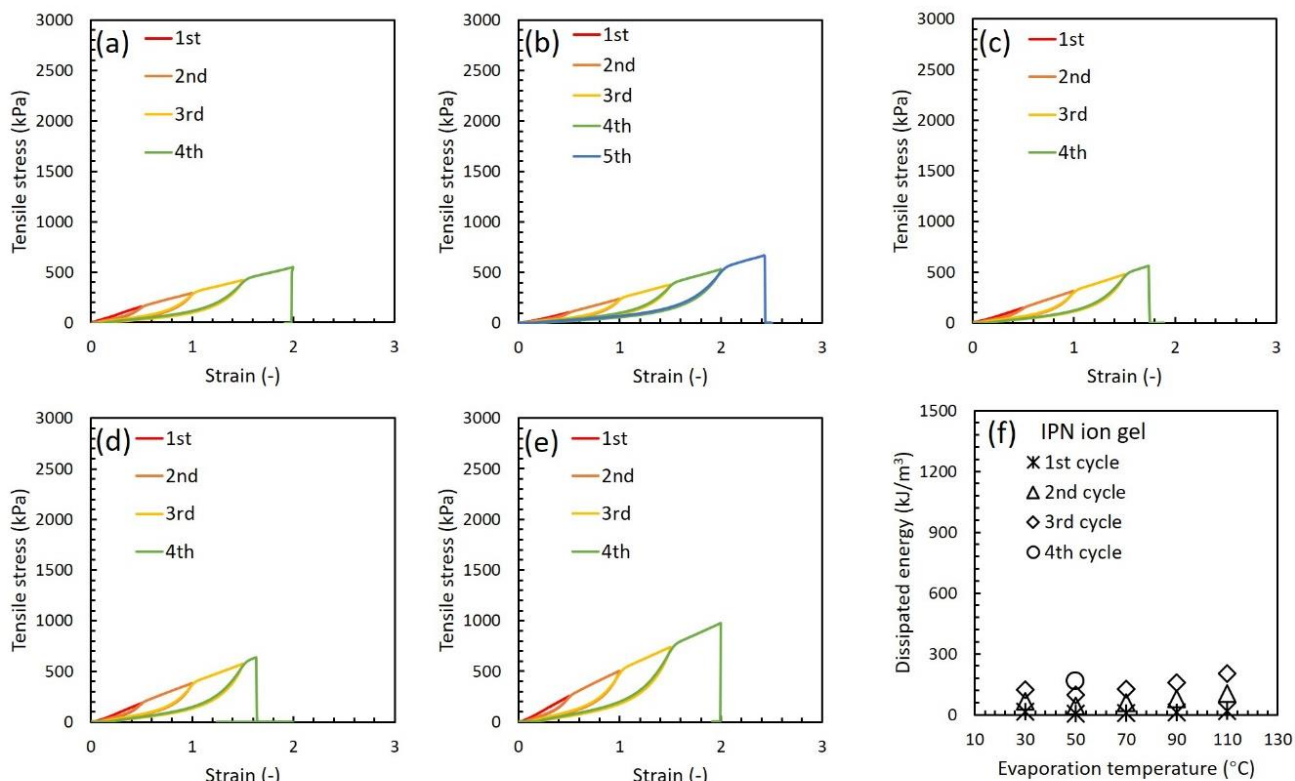 (a)
1st
2nd
3rd
4th
Tensile stress (kPa)
3000
2500
2000
1500
1000
500
0
0 1 2 3
Strain (-)
(b)
1st
2nd
3rd
4th
5th
Tensile stress (kPa)
3000
2500
2000
1500
1000
500
0
0 1 2 3
Strain (-)
(c)
1st
2nd
3rd
4th
Tensile stress (kPa)
3000
2500
2000
1500
1000
500
0
0 1 2 3
Strain (-)
(d)
1st
2nd
3rd
4th
Tensile stress (kPa)
3000
2500
2000
1500
1000
500
0
0 1 2 3
Strain (-)
(e)
1st
2nd
3rd
4th
Tensile stress (kPa)
3000
2500
2000
1500
1000
500
0
0 1 2 3
Strain (-)
(f) IPN ion gel
1st cycle
2nd cycle
3rd cycle
4th cycle
Dissipated energy (kJ/m³)
1500
1200
900
600
300
0
10 30 50 70 90 110 130
Evaporation temperature (°C)